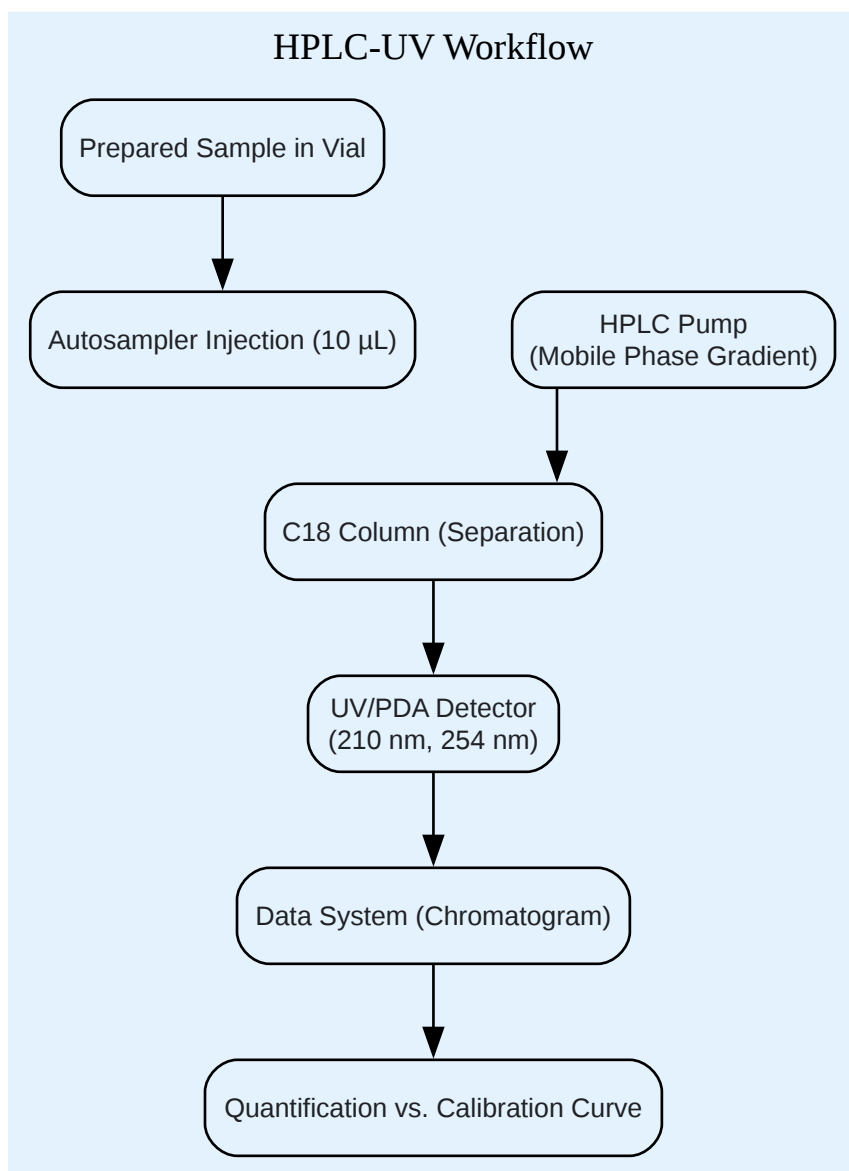 HPLC-UV Workflow
Prepared Sample in Vial
Autosampler Injection (10 µL)
HPLC Pump
(Mobile Phase Gradient)
C18 Column (Separation)
UV/PDA Detector
(210 nm, 254 nm)
Data System (Chromatogram)
Quantification vs. Calibration Curve